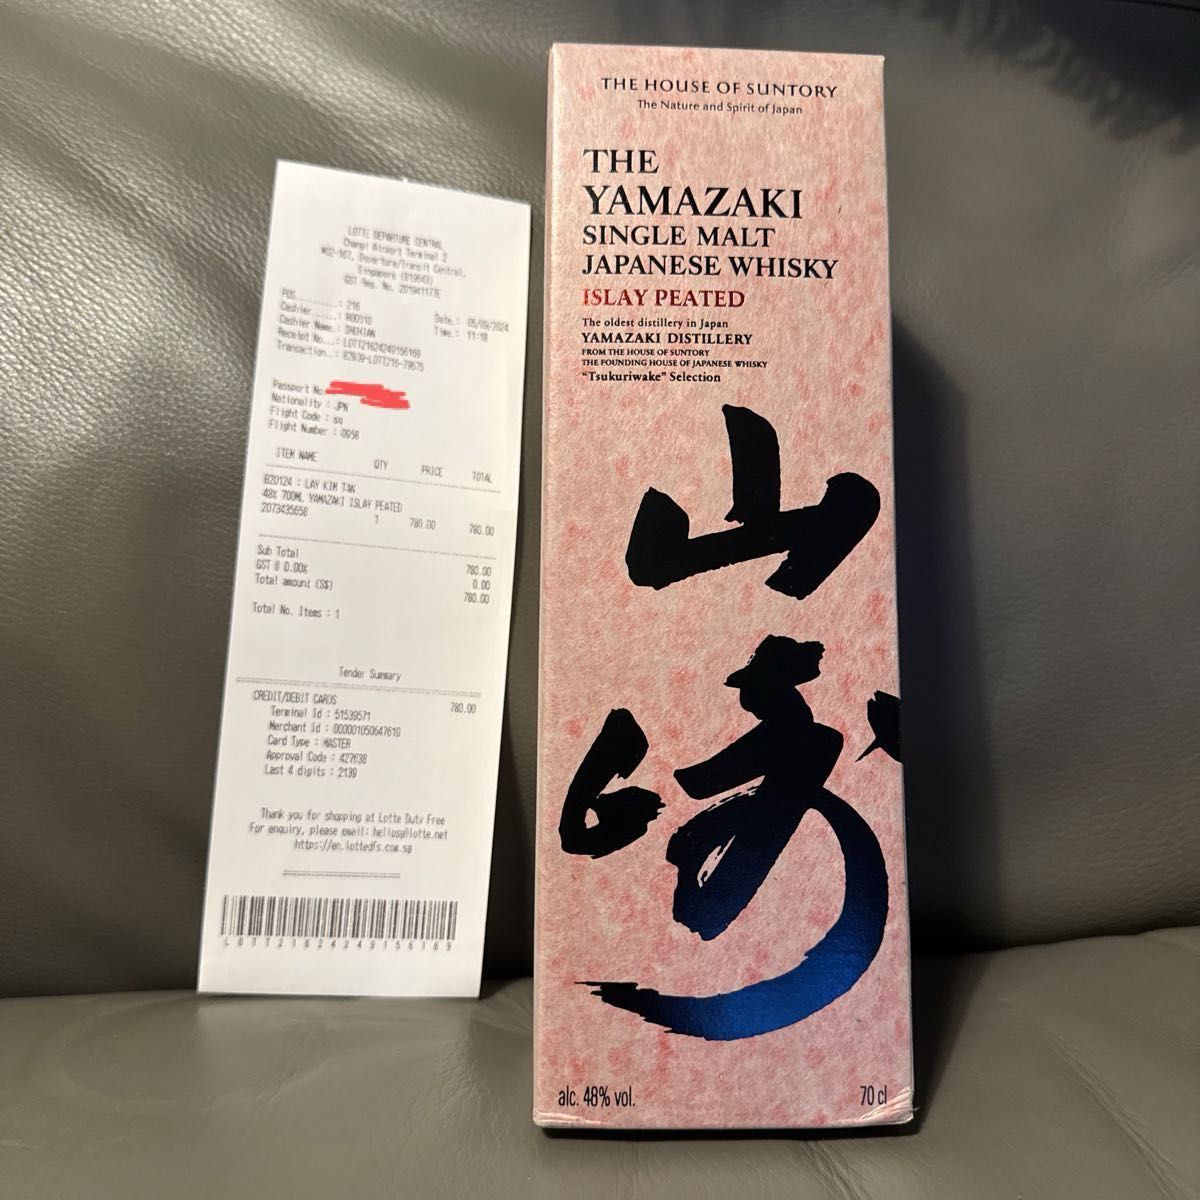 LOTTE DEPARTURE CENTRAL
Changi Airport Terminal 2
#02-167, Departure/Transit Central,
Singapore (819643)
GST Reg. No. 201941177E
POS..........: 216
Cashier......: R00910 Date.: 05/09/2024
Cashier Name.: SHUXIAN Time.: 11:18
Receipt No...: LOTT21624249156169
Transaction..: 82839-LOTT216-79675
Passport No
Nationality : JPN
Flight Code : sq
Flight Number : 0958
ITEM NAME QTY PRICE TOTAL
B20124 : LAY KIM TAN
48% 700ML YAMAZAKI ISLAY PEATED
2073435658 1 780.00 780.00
Sub Total 780.00
GST @ 0.00% 0.00
Total amount (S$) 780.00
Total No. Items : 1
Tender Summary
CREDIT/DEBIT CARDS 780.00
Terminal Id : 51539571
Merchant Id : 000001050647610
Card Type : MASTER
Approval Code : 427638
Last 4 digits : 2139
Thank you for shopping at Lotte Duty Free
For enquiry, please email: hellosg@lotte.net
https://en.lottedfs.com.sg
LOTT21624249156169
THE HOUSE OF SUNTORY
The Nature and Spirit of Japan
THE
YAMAZAKI
SINGLE MALT
JAPANESE WHISKY
ISLAY PEATED
The oldest distillery in Japan
YAMAZAKI DISTILLERY
FROM THE HOUSE OF SUNTORY
THE FOUNDING HOUSE OF JAPANESE WHISKY
"Tsukuriwake" Selection
山
崎
alc. 48% vol. 70 cl